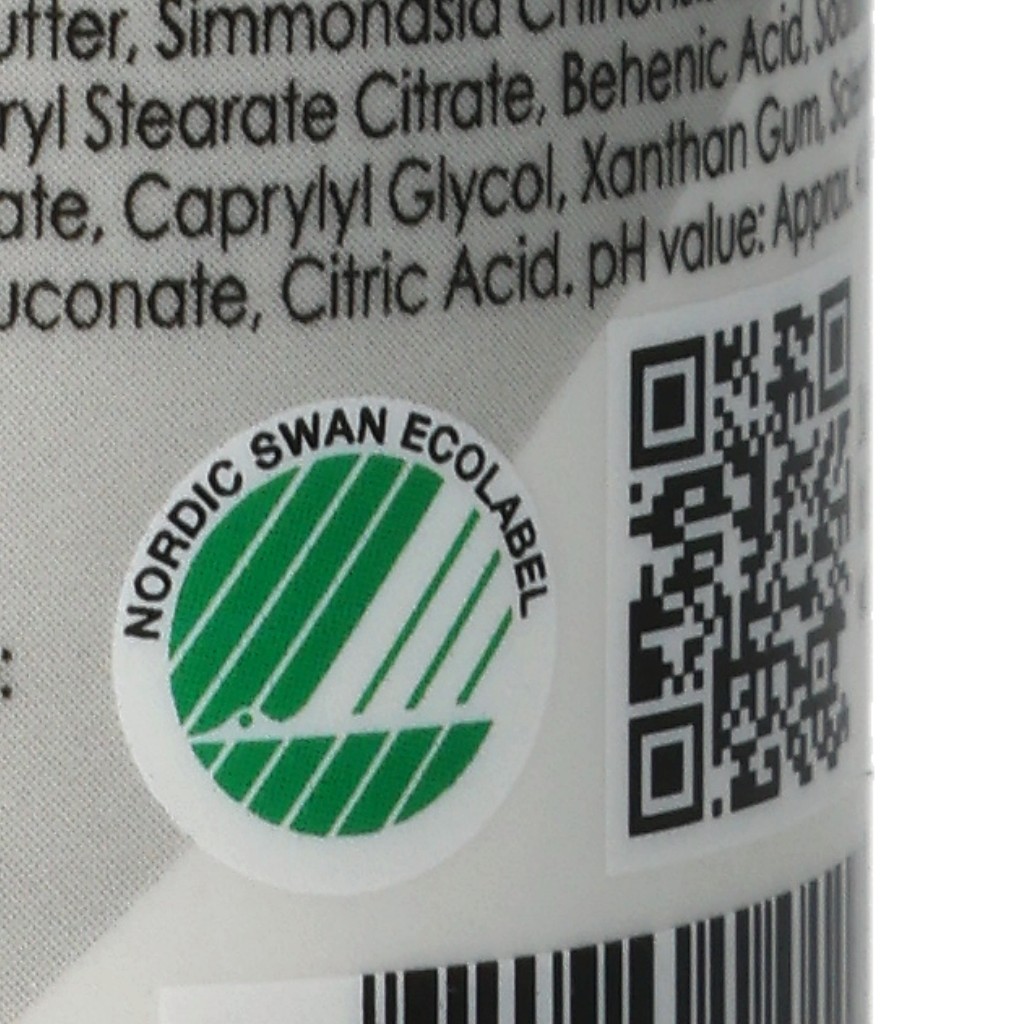 utter, Simmondsia
ryl Stearate Citrate, Behenic Acid,
ate, Caprylyl Glycol, Xanthan Gum,
uconate, Citric Acid. pH value: Approx.
NORDIC SWAN ECOLABEL
: